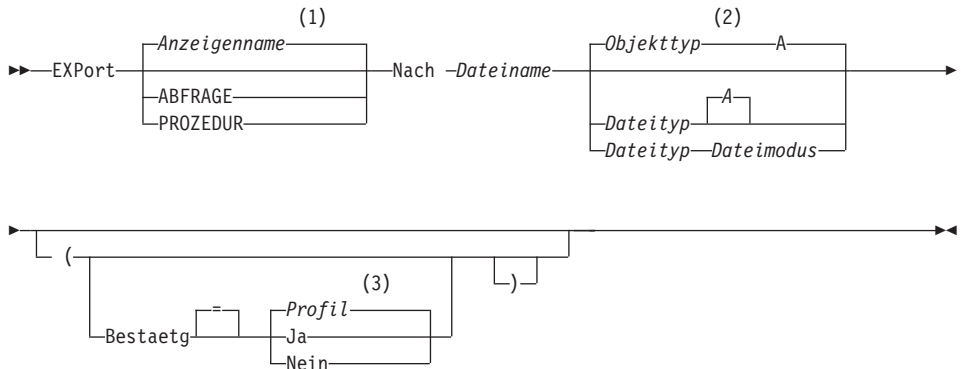 (1) (2)
Anzeigenname Objekttyp A
EXPort Nach Dateiname
ABFRAGE A
PROZEDUR Dateityp
Dateityp Dateimodus
(
(3) )
= Profil
Bestaetg Ja
Nein